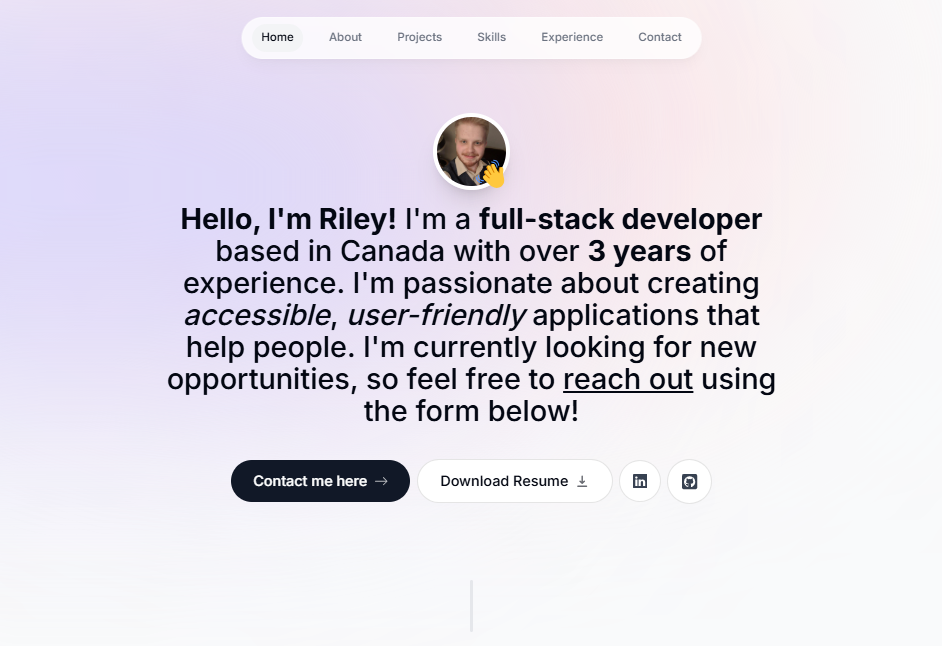 Home About Projects Skills Experience Contact
Hello, I'm Riley! I'm a full-stack developer
based in Canada with over 3 years of
experience. I'm passionate about creating
accessible, user-friendly applications that
help people. I'm currently looking for new
opportunities, so feel free to reach out using
the form below!
Contact me here Download Resume in